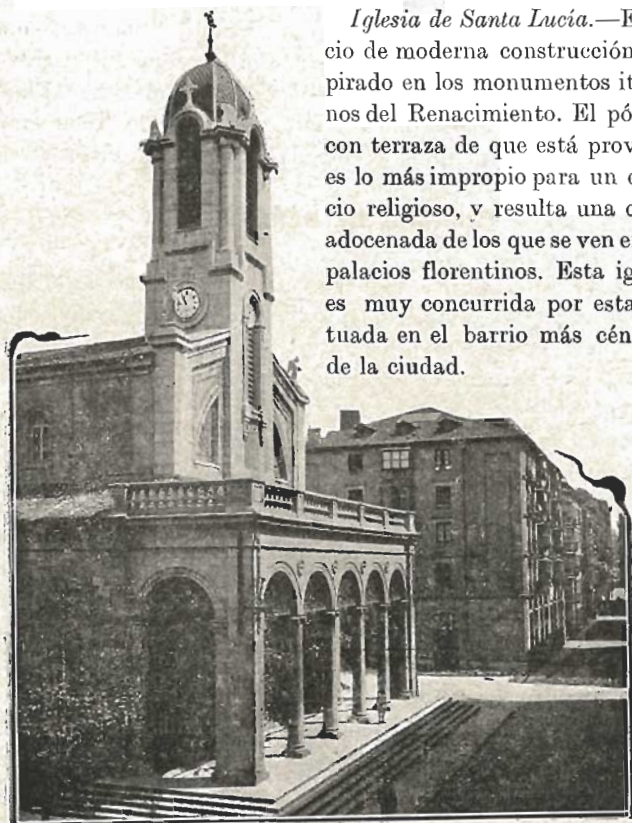 Iglesia de Santa Lucía.—E
cio de moderna construcción
pirado en los monumentos it
nos del Renacimiento. El pó
con terraza de que está prov
es lo más impropio para un
cio religioso, y resulta una
adocenada de los que se ven e
palacios florentinos. Esta ig
es muy concurrida por esta
tuada en el barrio más cén
de la ciudad.